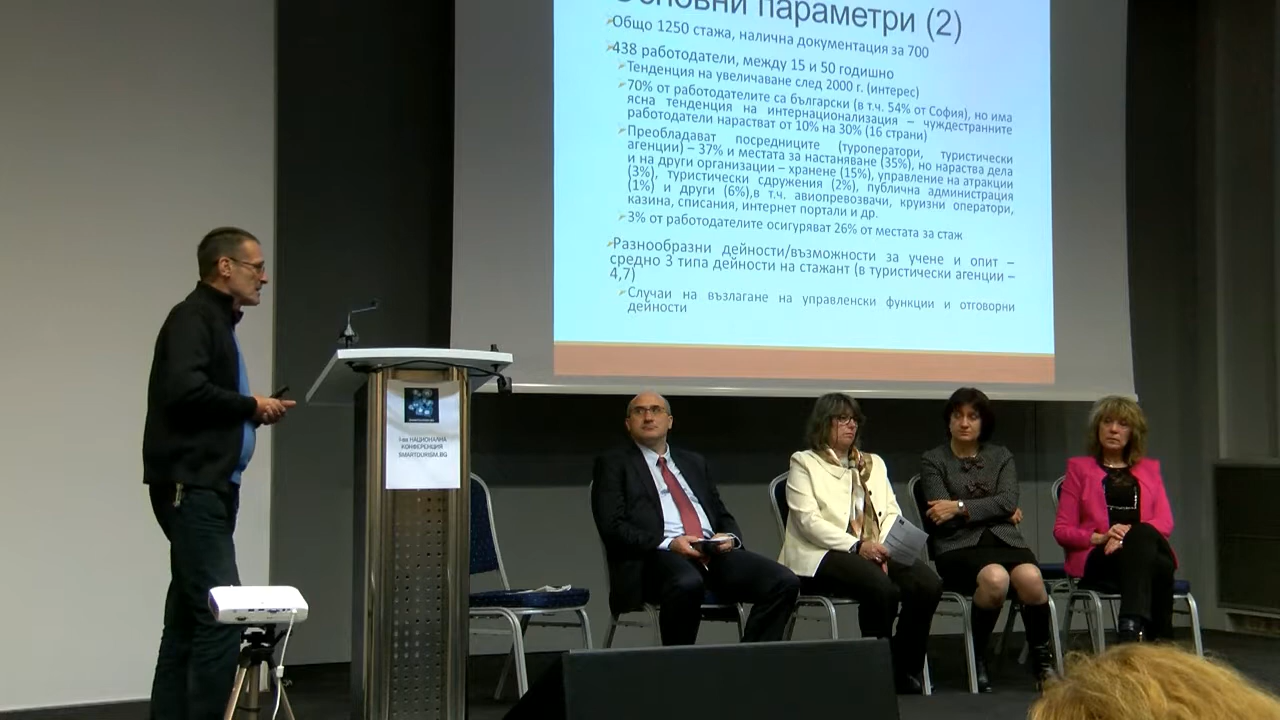 Основни параметри (2)
Общо 1250 стажа, налична документация за 700
438 работодатели, между 15 и 50 годишно
Тенденция на увеличаване след 2000 г. (интерес)
70% от работодателите са български (в т.ч. 54% от София), но има
ясна тенденция на интернационализация – чуждестранните
работодатели нарастват от 10% на 30% (16 страни)
Преобладават посредниците (туроператори, туристически
агенции) – 37% и местата за настаняване (35%), но нараства дела
и на други организации – хранене (15%), управление на атракции
(3%), туристически сдружения (2%), публична администрация
(1%) и други (6%),в т.ч. авиопревозвачи, круизни оператори,
казина, списания, интернет портали и др.
3% от работодателите осигуряват 26% от местата за стаж
Разнообразни дейности/възможности за учене и опит –
средно 3 типа дейности на стажант (в туристически агенции –
4,7)
Случаи на възлагане на управленски функции и отговорни
дейности
НАЦИОНАЛНА
КОНФЕРЕНЦИЯ
SMARTOURISM.BG